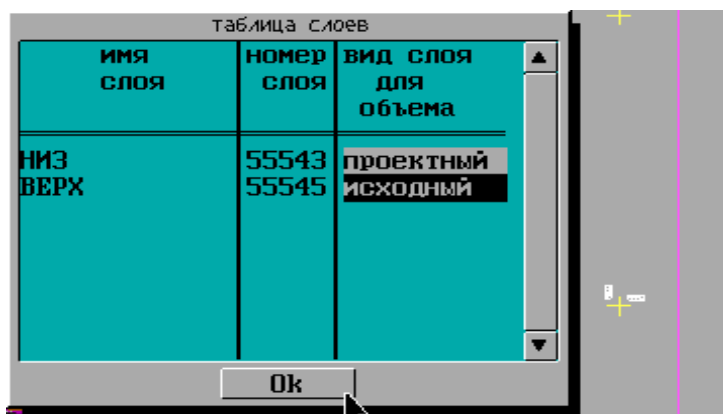 таблица слоев
имя слоя
номер слоя
вид слоя для объема
НИЗ 55543 проектный
ВЕРХ 55545 исходный
Ok